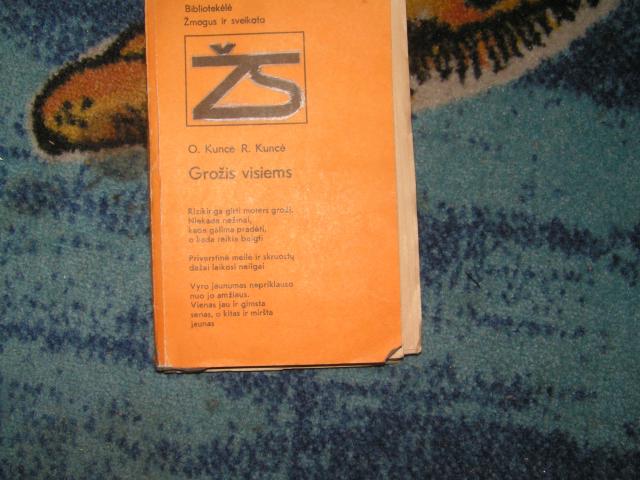 Bibliotekėlė
Žmogus ir sveikata
ŽS
O. Kunce R. Kuncė
Grožis visiems
Rizikinga girti moters grožį.
Niekada nežinai,
kada galima pradėti,
o kada reikia baigti
Priverstinė meilė ir skruostų
dažai laikosi neilgai
Vyro jaunumas nepriklauso
nuo jo amžiaus.
Vienas jau ir gimsta
senas, o kitas ir miršta
jaunas